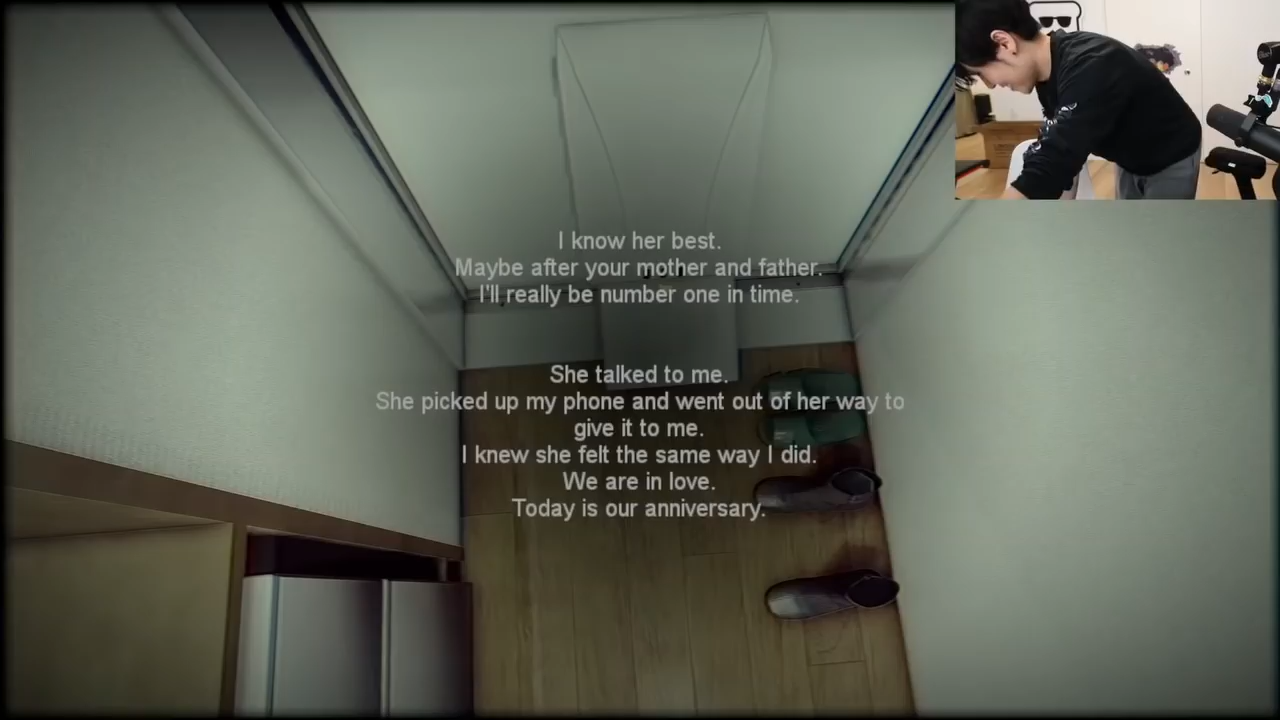 I know her best.
Maybe after your mother and father.
I'll really be number one in time.
She talked to me.
She picked up my phone and went out of her way to
give it to me.
I knew she felt the same way I did.
We are in love.
Today is our anniversary.